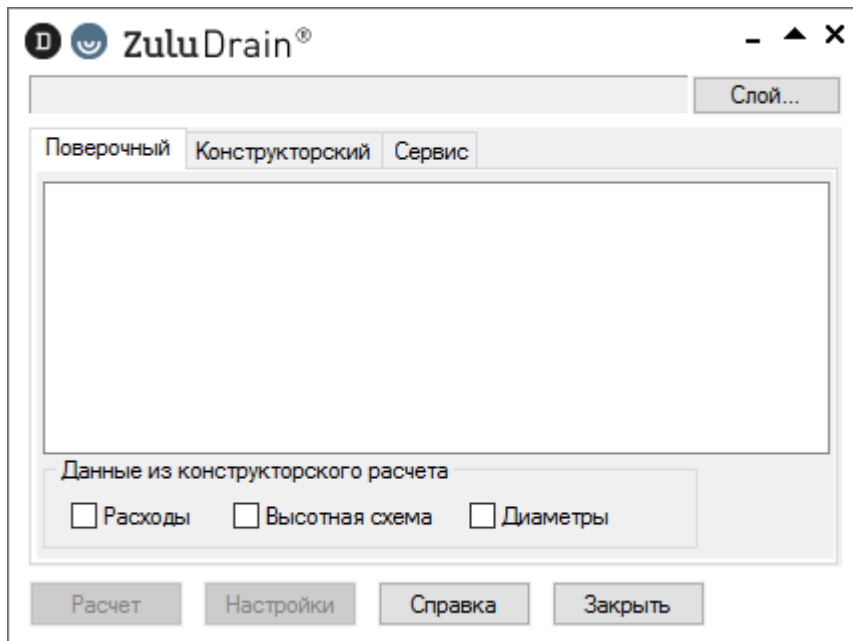 D ZuluDrain®
Слой...
Поверочный Конструкторский Сервис
Данные из конструкторского расчета
Расходы Высотная схема Диаметры
Расчет Настройки Справка Закрыть